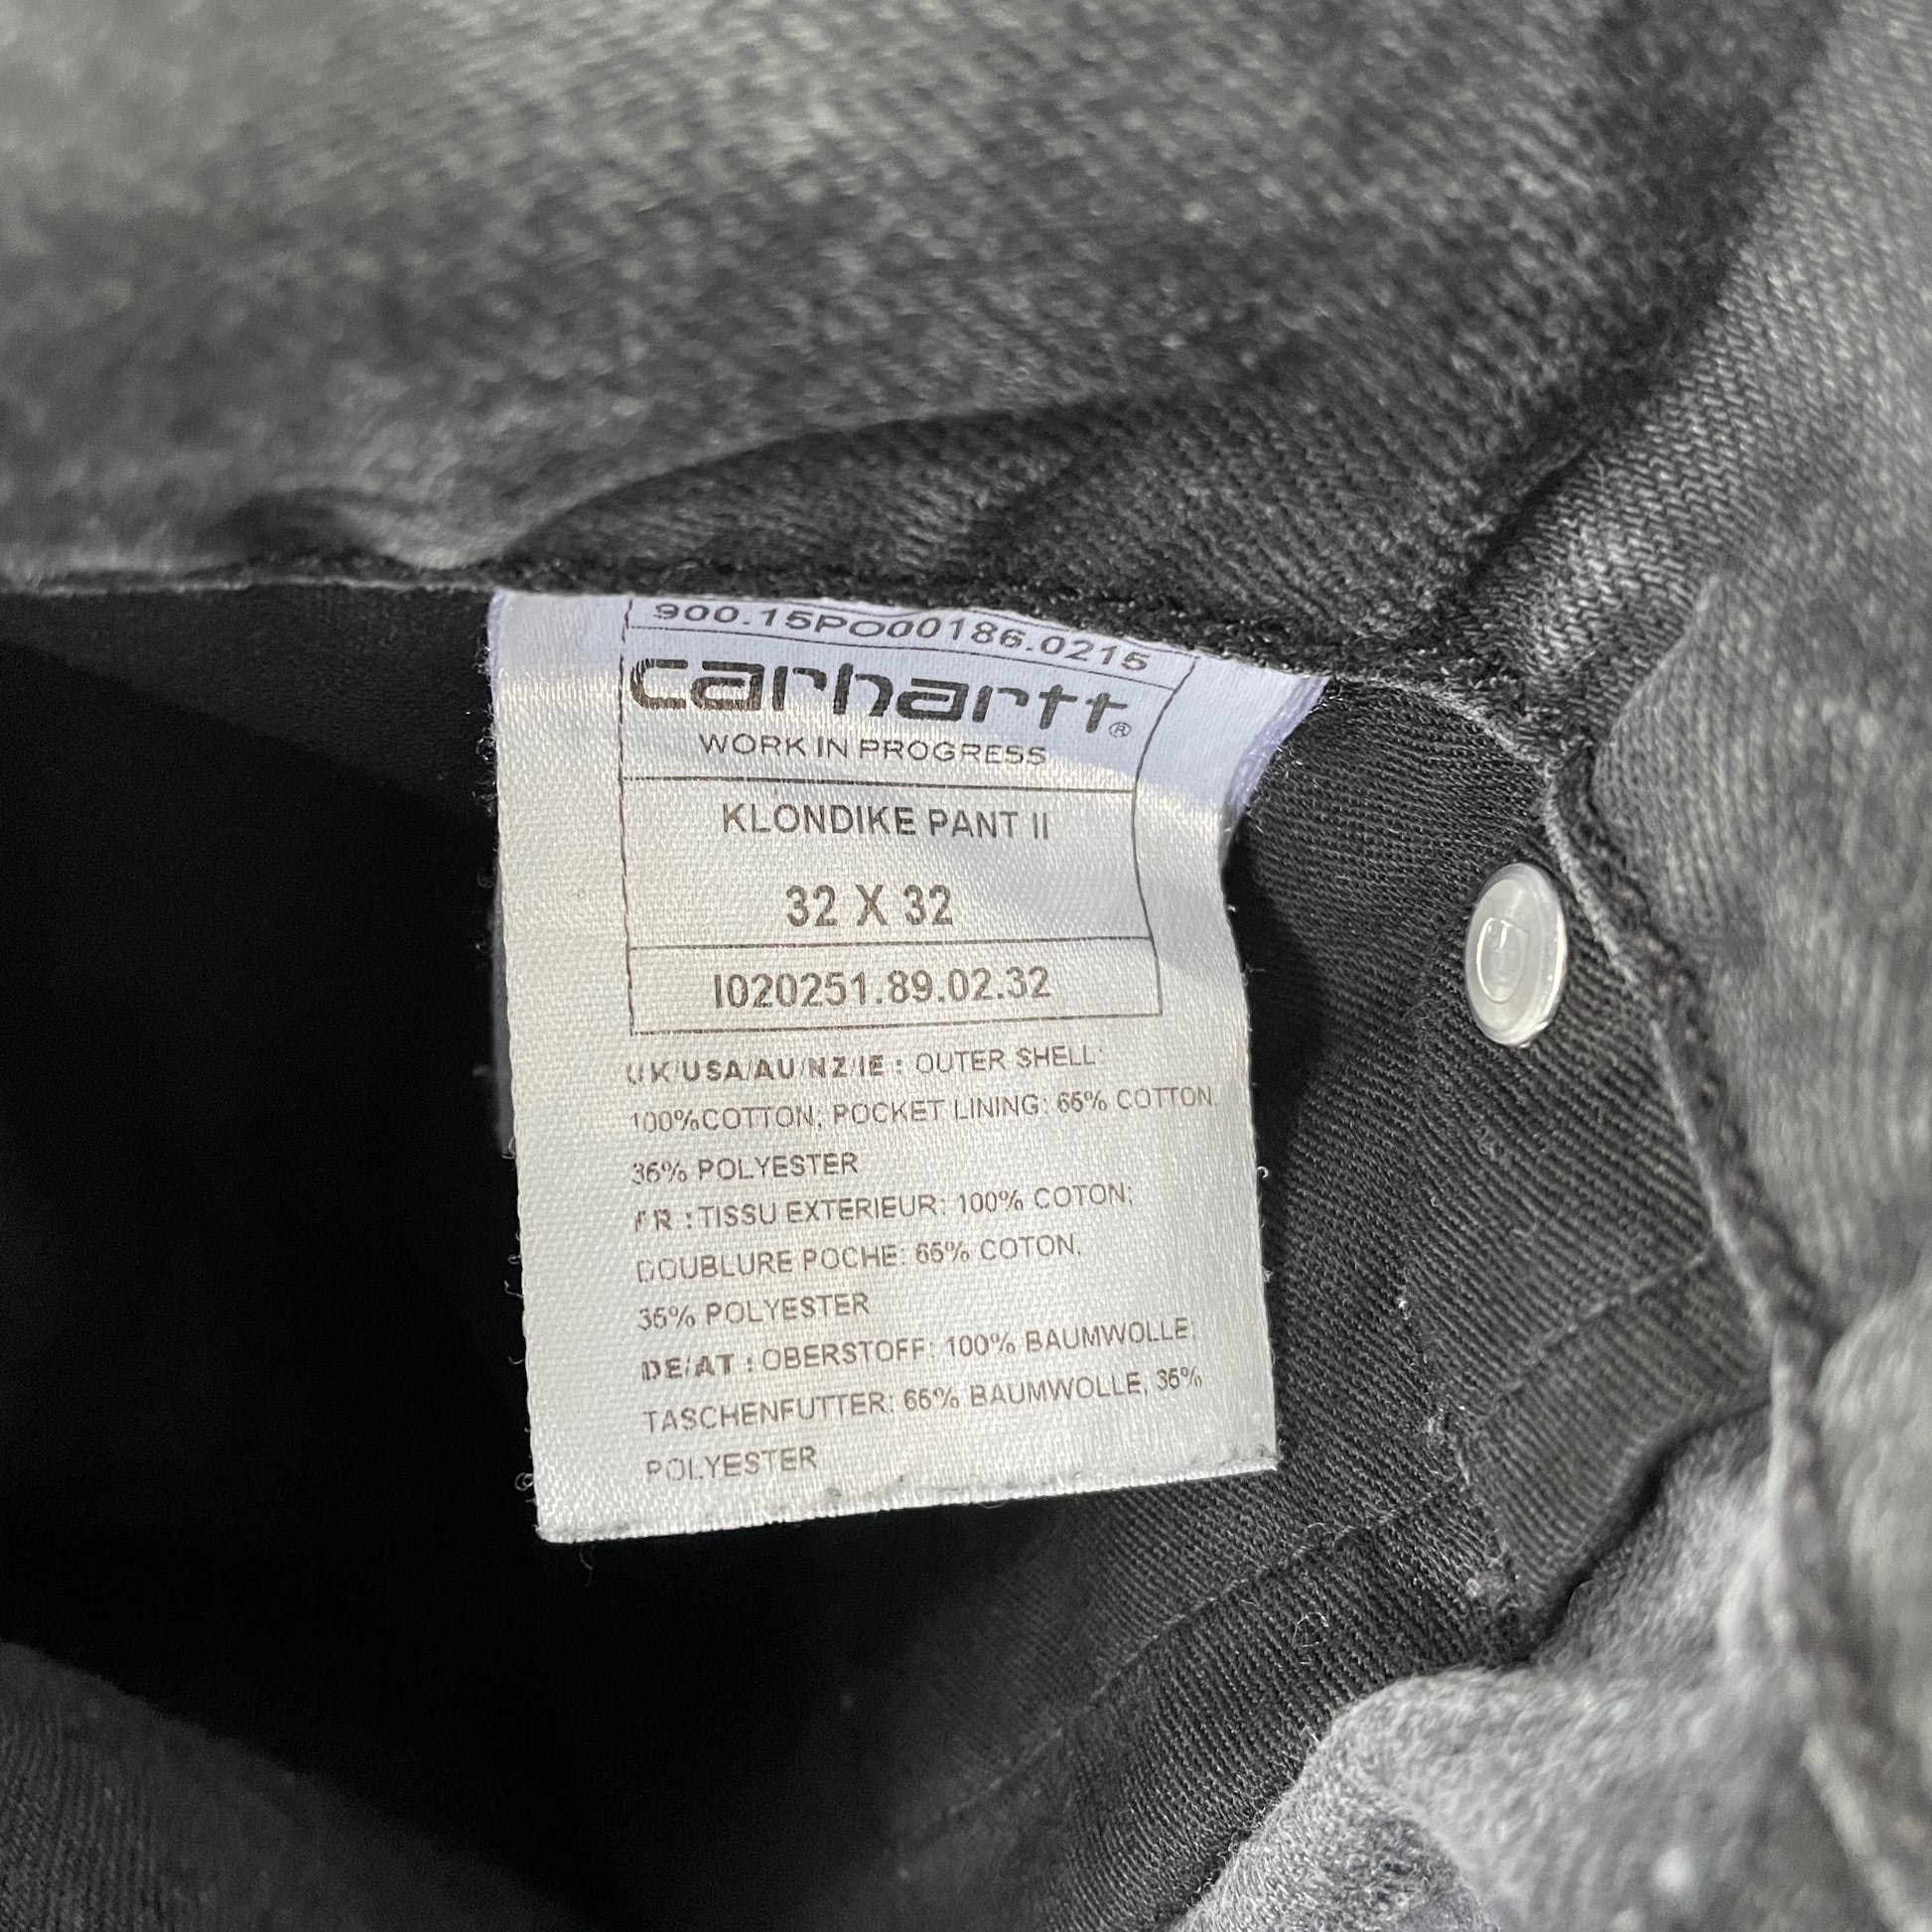 900.15PO00186.0215
carhartt®
WORK IN PROGRESS
KLONDIKE PANT II
32 X 32
I020251.89.02.32
UK/USA/AU/NZ/IE : OUTER SHELL:
100%COTTON; POCKET LINING: 65% COTTON
35% POLYESTER
FR : TISSU EXTERIEUR: 100% COTON;
DOUBLURE POCHE: 65% COTON,
35% POLYESTER
DE/AT : OBERSTOFF: 100% BAUMWOLLE;
TASCHENFUTTER: 65% BAUMWOLLE, 35%
POLYESTER